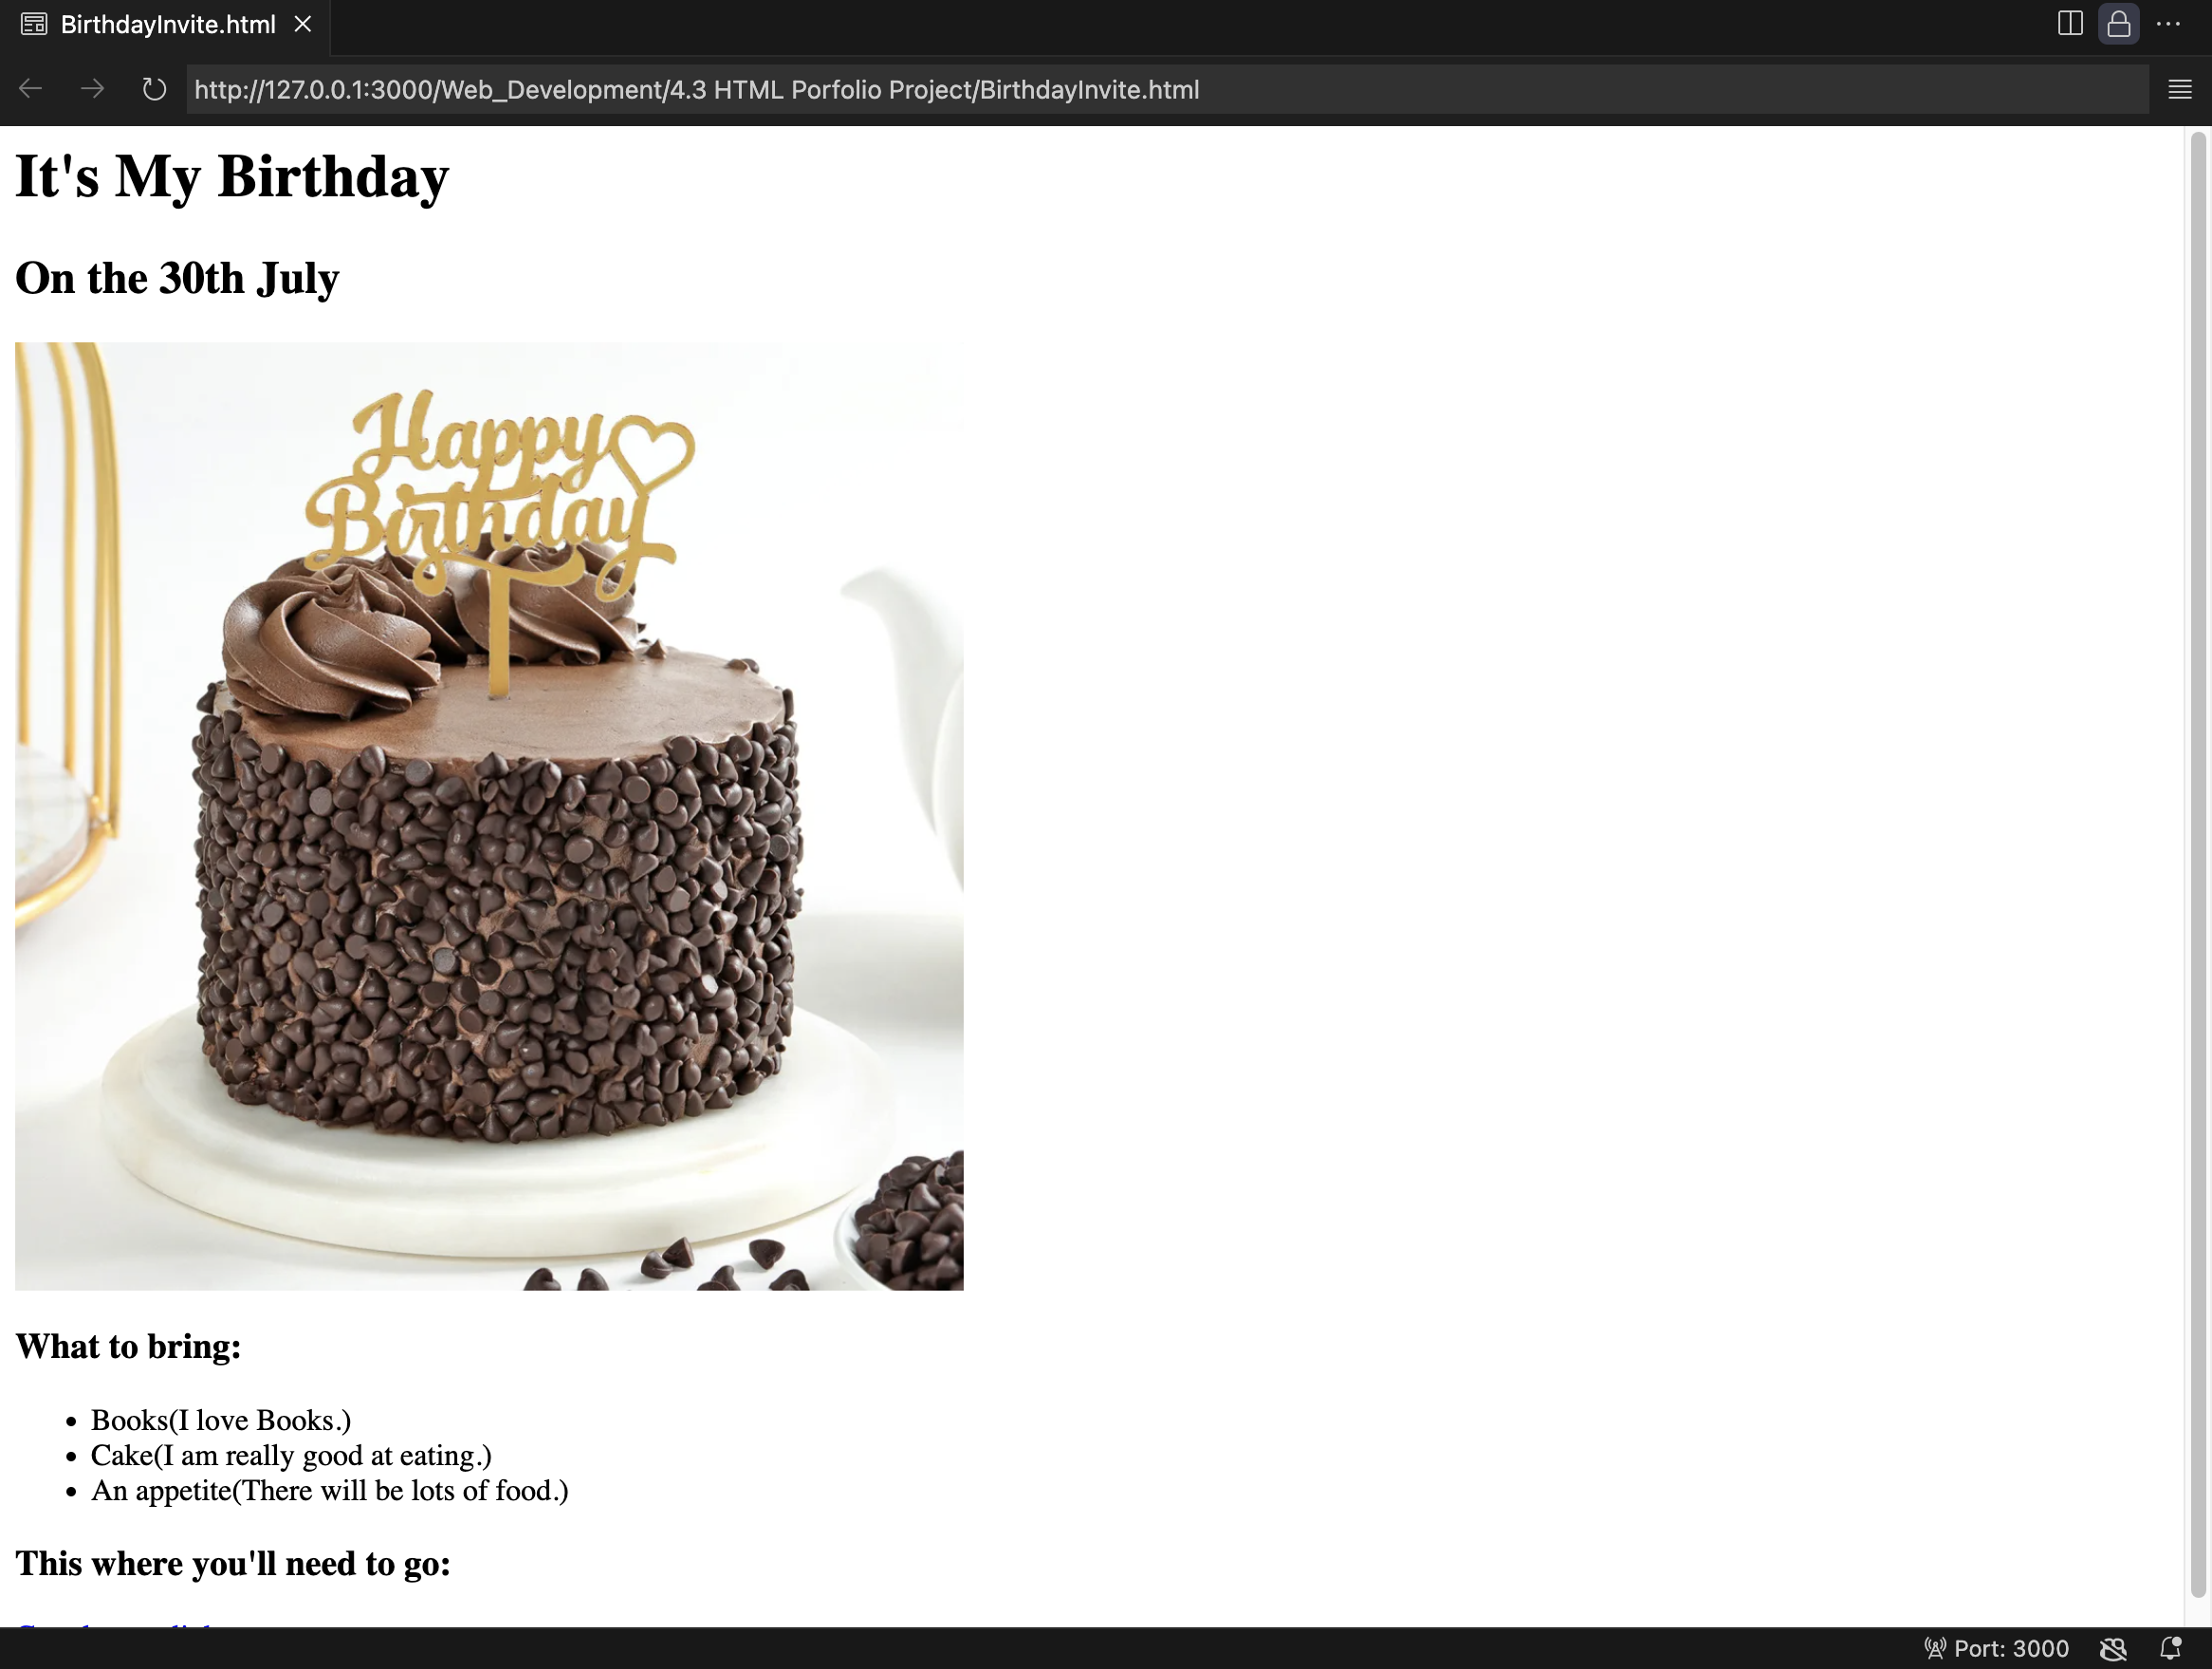 BirthdayInvite.html
http://127.0.0.1:3000/Web_Development/4.3 HTML Porfolio Project/BirthdayInvite.html
It's My Birthday
On the 30th July
Happy
Birthday
What to bring:
Books(I love Books.)
Cake(I am really good at eating.)
An appetite(There will be lots of food.)
This where you'll need to go:
Port: 3000